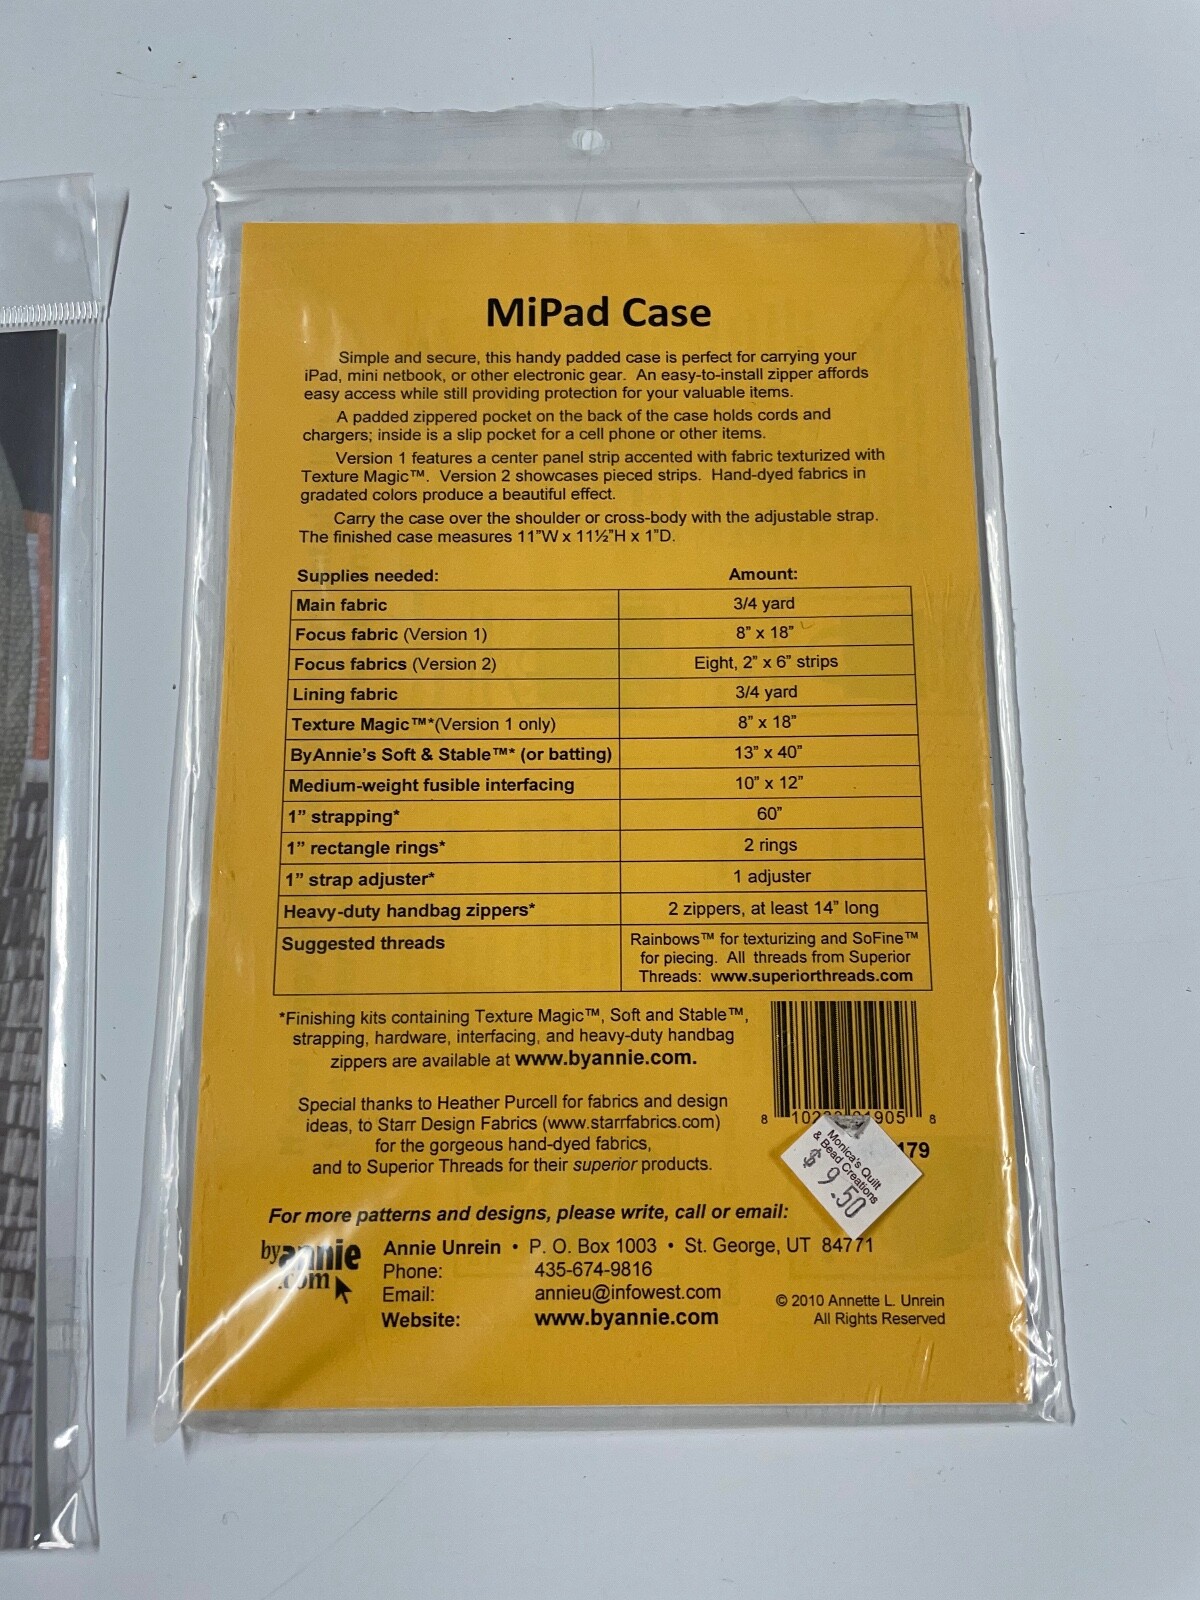 MiPad Case
Simple and secure, this handy padded case is perfect for carrying your
iPad, mini netbook, or other electronic gear. An easy-to-install zipper affords
easy access while still providing protection for your valuable items.
A padded zippered pocket on the back of the case holds cords and
chargers; inside is a slip pocket for a cell phone or other items.
Version 1 features a center panel strip accented with fabric texturized with
Texture Magic™. Version 2 showcases pieced strips. Hand-dyed fabrics in
gradated colors produce a beautiful effect.
Carry the case over the shoulder or cross-body with the adjustable strap.
The finished case measures 11”W x 11½”H x 1”D.
Supplies needed: Amount:
Main fabric 3/4 yard
Focus fabric (Version 1) 8” x 18”
Focus fabrics (Version 2) Eight, 2” x 6” strips
Lining fabric 3/4 yard
Texture Magic™*(Version 1 only) 8” x 18”
ByAnnie’s Soft & Stable™* (or batting) 13” x 40”
Medium-weight fusible interfacing 10” x 12”
1” strapping* 60”
1” rectangle rings* 2 rings
1” strap adjuster* 1 adjuster
Heavy-duty handbag zippers* 2 zippers, at least 14” long
Suggested threads Rainbows™ for texturizing and SoFine™
for piecing. All threads from Superior
Threads: www.superiorthreads.com
*Finishing kits containing Texture Magic™, Soft and Stable™,
strapping, hardware, interfacing, and heavy-duty handbag
zippers are available at www.byannie.com.
Special thanks to Heather Purcell for fabrics and design
ideas, to Starr Design Fabrics (www.starrfabrics.com)
for the gorgeous hand-dyed fabrics,
and to Superior Threads for their superior products.
8 1905 8
179
Monica's Quilt
& Bead Creations
$ 9.50
For more patterns and designs, please write, call or email:
by annie
.com
Annie Unrein • P. O. Box 1003 • St. George, UT 84771
Phone: 435-674-9816
Email: annieu@infowest.com
Website: www.byannie.com
© 2010 Annette L. Unrein
All Rights Reserved